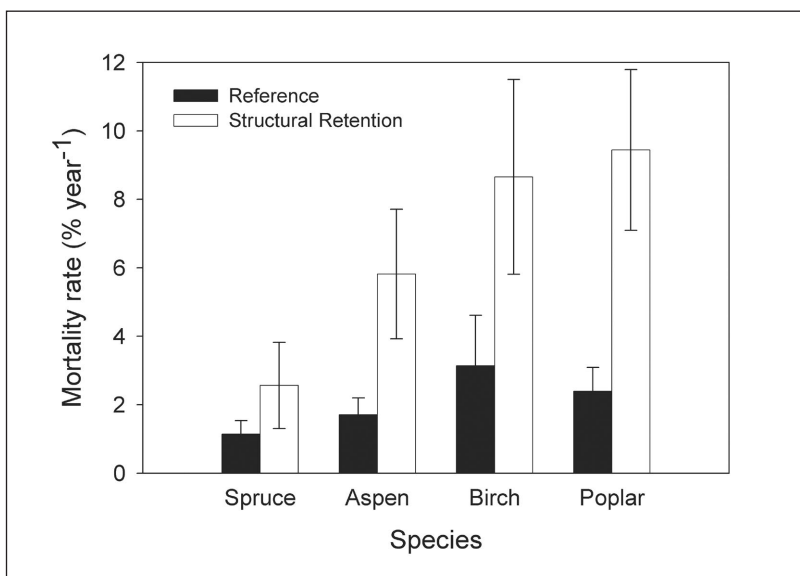 12
10
8
6
4
2
0
Mortality rate (% year-1)
Reference
Structural Retention
Spruce Aspen Birch Poplar
Species